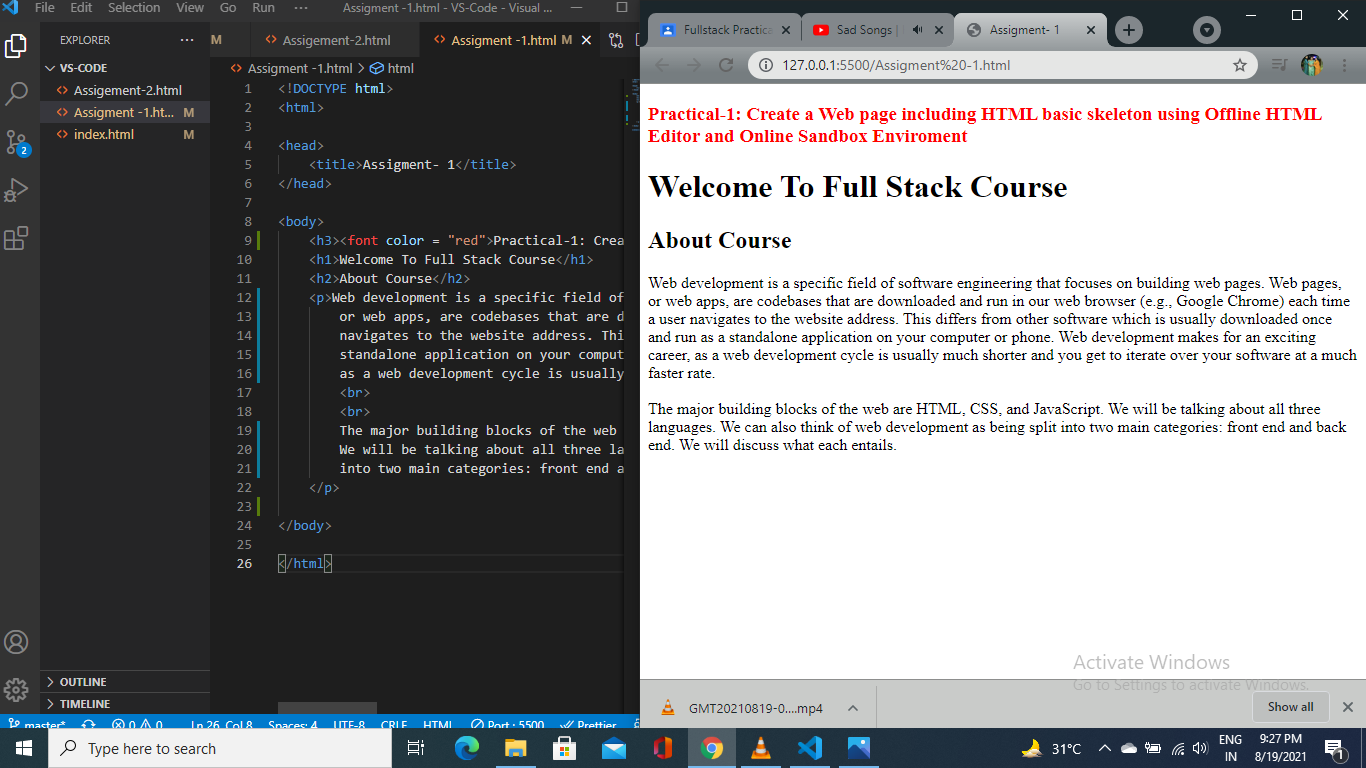 File Edit Selection View Go Run ··· Assigment -1.html - VS-Code - Visual ...
EXPLORER ···
VS-CODE
Assigement-2.html
Assigment -1.ht... M
index.html M
OUTLINE
TIMELINE
2
M Assigement-2.html Assigment -1.html M
Assigment -1.html > html
1 <!DOCTYPE html>
2 <html>
3
4 <head>
5 <title>Assigment- 1</title>
6 </head>
7
8 <body>
9 <h3><font color = "red">Practical-1: Crea
10 <h1>Welcome To Full Stack Course</h1>
11 <h2>About Course</h2>
12 <p>Web development is a specific field of
13 or web apps, are codebases that are d
14 navigates to the website address. Thi
15 standalone application on your comput
16 as a web development cycle is usually
17 <br>
18 <br>
19 The major building blocks of the web
20 We will be talking about all three la
21 into two main categories: front end a
22 </p>
23
24 </body>
25
26 </html>
master* 0 0 Ln 26, Col 8 Spaces: 4 UTF-8 CRLF HTML Port : 5500 Prettier
Fullstack Practica Sad Songs | Assigment- 1
127.0.0.1:5500/Assigment%20-1.html
Practical-1: Create a Web page including HTML basic skeleton using Offline HTML
Editor and Online Sandbox Enviroment
Welcome To Full Stack Course
About Course
Web development is a specific field of software engineering that focuses on building web pages. Web pages,
or web apps, are codebases that are downloaded and run in our web browser (e.g., Google Chrome) each time
a user navigates to the website address. This differs from other software which is usually downloaded once
and run as a standalone application on your computer or phone. Web development makes for an exciting
career, as a web development cycle is usually much shorter and you get to iterate over your software at a much
faster rate.
The major building blocks of the web are HTML, CSS, and JavaScript. We will be talking about all three
languages. We can also think of web development as being split into two main categories: front end and back
end. We will discuss what each entails.
Activate Windows
Go to Settings to activate Windows.
GMT20210819-0....mp4 Show all
Type here to search
31°C ENG IN 9:27 PM 8/19/2021 1